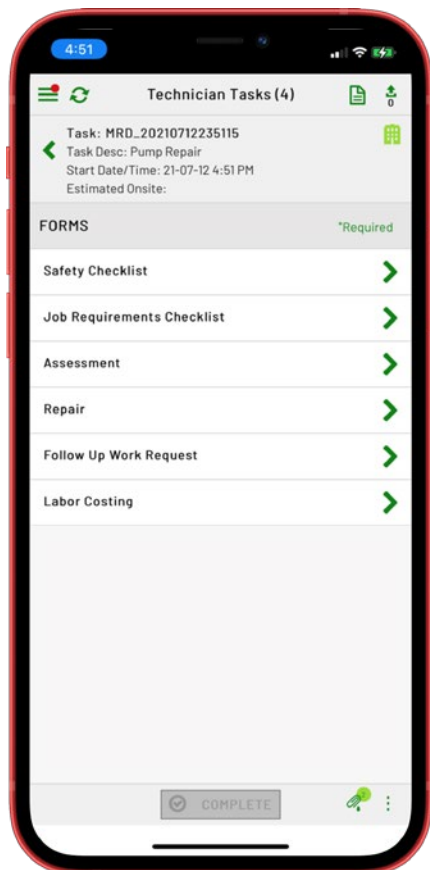 4:51
Technician Tasks (4)
0
Task: MRD_20210712235115
Task Desc: Pump Repair
Start Date/Time: 21-07-12 4:51 PM
Estimated Onsite:
FORMS *Required
Safety Checklist
Job Requirements Checklist
Assessment
Repair
Follow Up Work Request
Labor Costing
COMPLETE